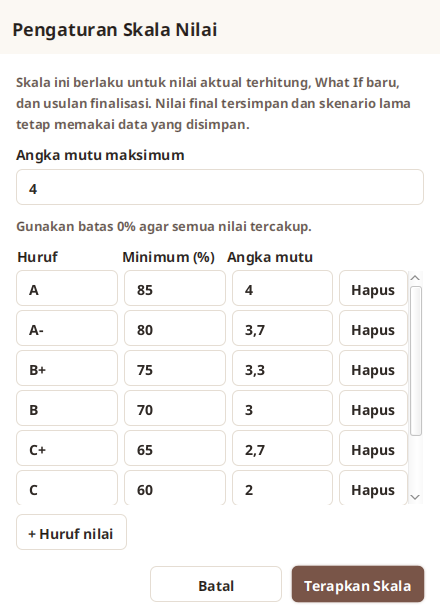 Pengaturan Skala Nilai
Skala ini berlaku untuk nilai aktual terhitung, What If baru,
dan usulan finalisasi. Nilai final tersimpan dan skenario lama
tetap memakai data yang disimpan.
Angka mutu maksimum
4
Gunakan batas 0% agar semua nilai tercakup.
Huruf Minimum (%) Angka mutu
A 85 4 Hapus
A- 80 3,7 Hapus
B+ 75 3,3 Hapus
B 70 3 Hapus
C+ 65 2,7 Hapus
C 60 2 Hapus
+ Huruf nilai
Batal Terapkan Skala